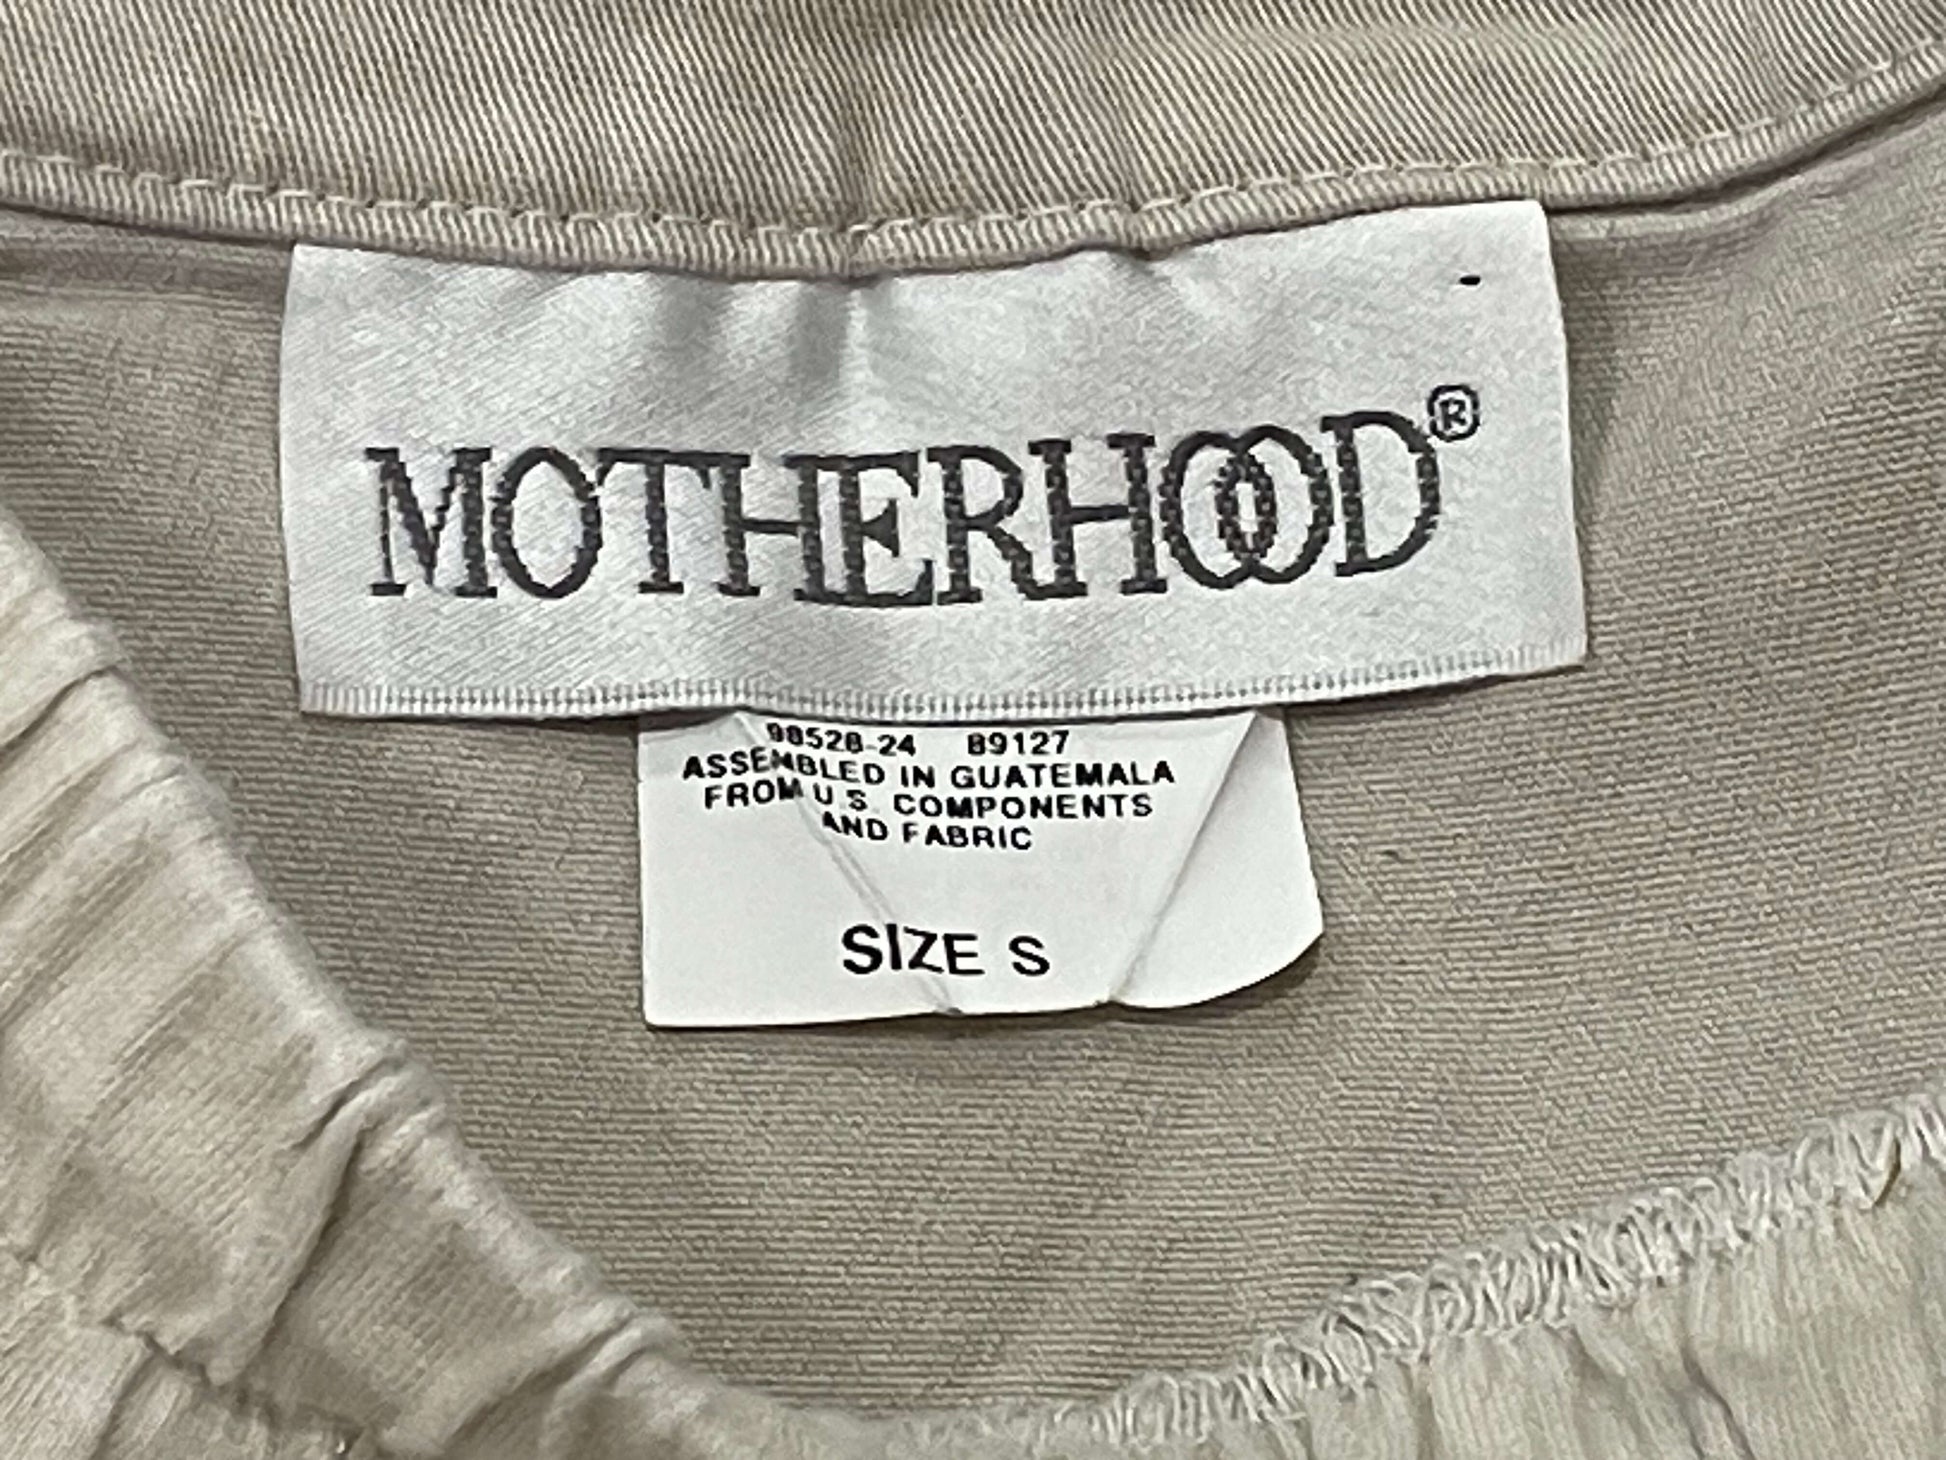 MOTHERHOOD®
98528-24 89127
ASSEMBLED IN GUATEMALA
FROM U.S. COMPONENTS
AND FABRIC
SIZE S